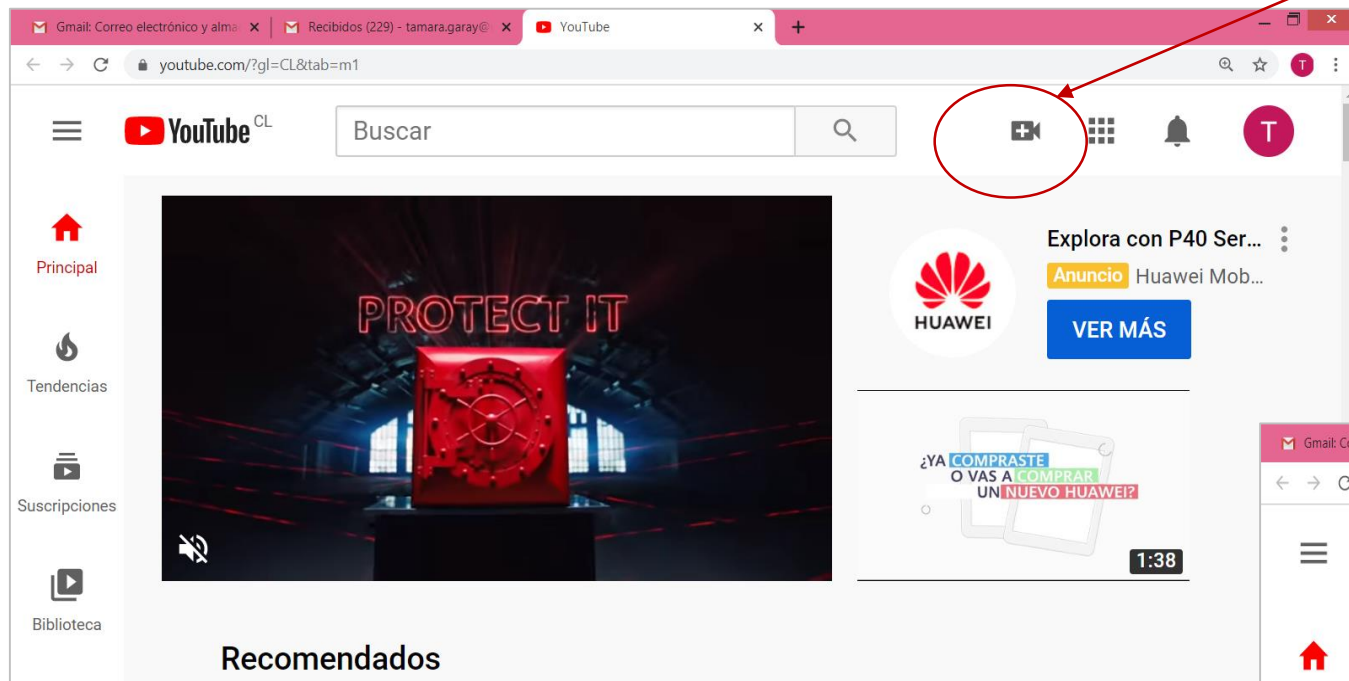 Gmail: Correo electrónico y alma
Recibidos (229) - tamara.garay@
YouTube
youtube.com/?gl=CL&tab=m1
T
YouTube CL
Buscar
T
Principal
Tendencias
Suscripciones
Biblioteca
PROTECT IT
HUAWEI
Explora con P40 Ser...
Anuncio Huawei Mob...
VER MÁS
¿YA COMPRASTE
O VAS A COMPRAR
UN NUEVO HUAWEI?
1:38
Recomendados
Gmail: Co